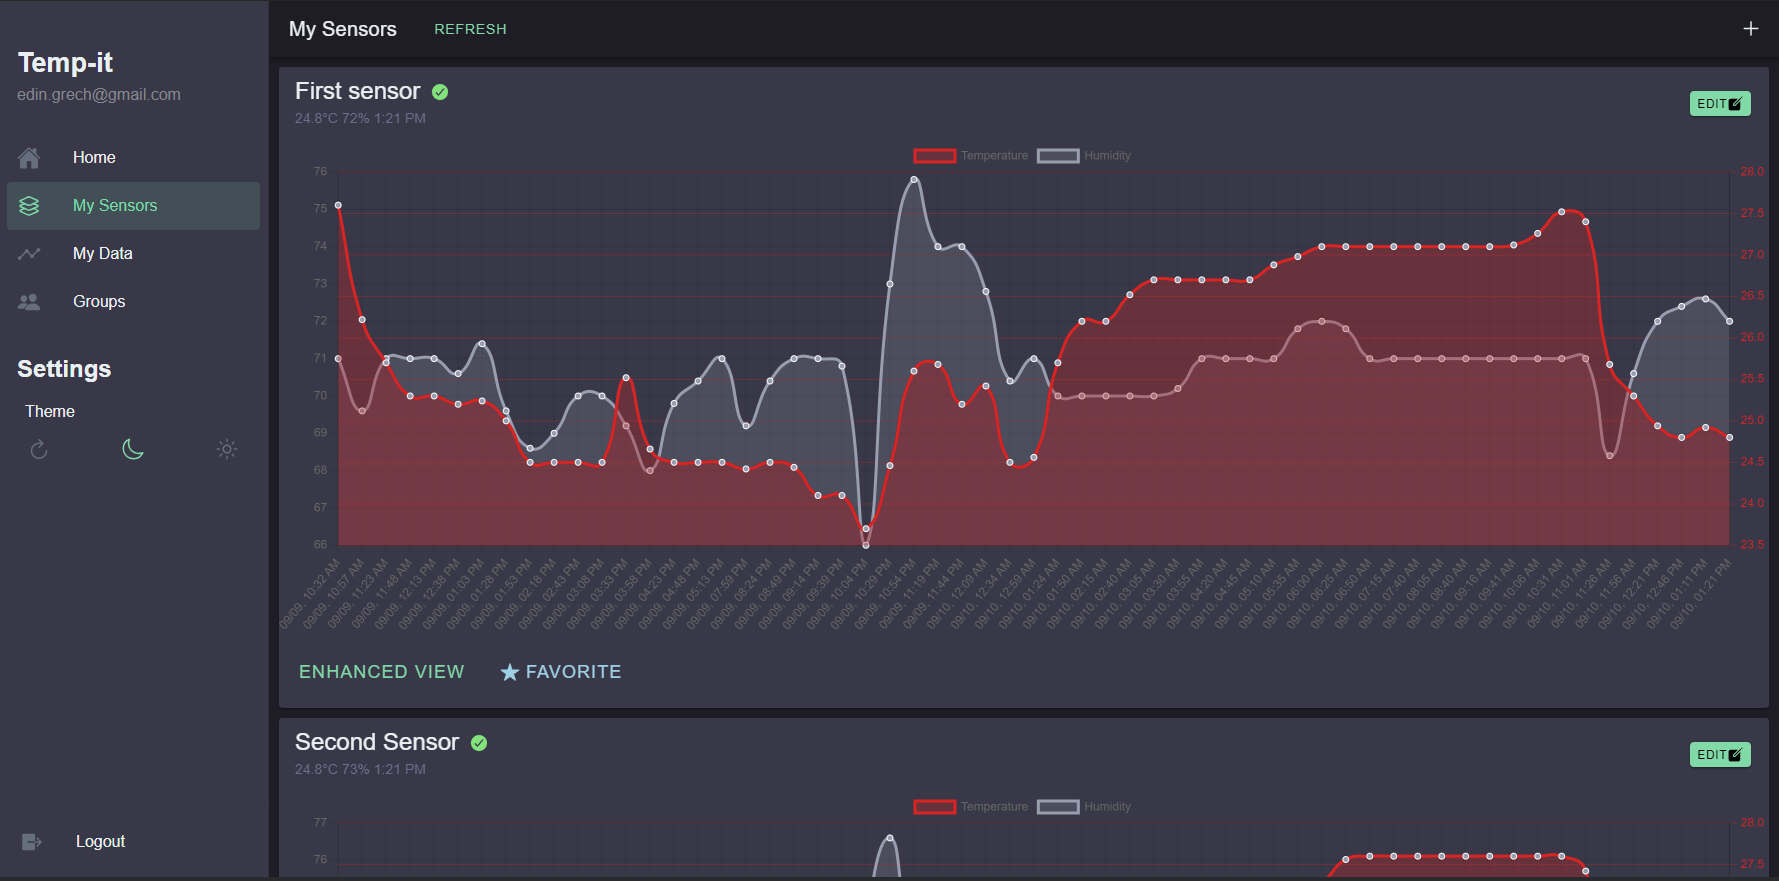 Temp-it
edin.grech@gmail.com
Home
My Sensors
My Data
Groups
Settings
Theme
Logout
My Sensors REFRESH
First sensor
24.8°C 72% 1:21 PM
EDIT
Temperature Humidity
76
75
74
73
72
71
70
69
68
67
66
28.0
27.5
27.0
26.5
26.0
25.5
25.0
24.5
24.0
23.5
09/09, 10:32 AM
09/09, 10:57 AM
09/09, 11:23 AM
09/09, 11:48 AM
09/09, 12:13 PM
09/09, 12:38 PM
09/09, 01:03 PM
09/09, 01:28 PM
09/09, 01:53 PM
09/09, 02:18 PM
09/09, 02:43 PM
09/09, 03:08 PM
09/09, 03:33 PM
09/09, 03:58 PM
09/09, 04:23 PM
09/09, 04:48 PM
09/09, 05:13 PM
09/09, 07:59 PM
09/09, 08:24 PM
09/09, 08:49 PM
09/09, 09:14 PM
09/09, 09:39 PM
09/09, 10:04 PM
09/09, 10:29 PM
09/09, 10:54 PM
09/09, 11:19 PM
09/09, 11:44 PM
09/10, 12:09 AM
09/10, 12:34 AM
09/10, 12:59 AM
09/10, 01:24 AM
09/10, 01:50 AM
09/10, 02:15 AM
09/10, 02:40 AM
09/10, 03:05 AM
09/10, 03:30 AM
09/10, 03:55 AM
09/10, 04:20 AM
09/10, 04:45 AM
09/10, 05:10 AM
09/10, 05:35 AM
09/10, 06:00 AM
09/10, 06:25 AM
09/10, 06:50 AM
09/10, 07:15 AM
09/10, 07:40 AM
09/10, 08:05 AM
09/10, 08:40 AM
09/10, 09:16 AM
09/10, 09:41 AM
09/10, 10:06 AM
09/10, 10:31 AM
09/10, 11:01 AM
09/10, 11:26 AM
09/10, 11:56 AM
09/10, 12:21 PM
09/10, 12:46 PM
09/10, 01:11 PM
09/10, 01:21 PM
ENHANCED VIEW FAVORITE
Second Sensor
24.8°C 73% 1:21 PM
EDIT
Temperature Humidity
77
76
28.0
27.5